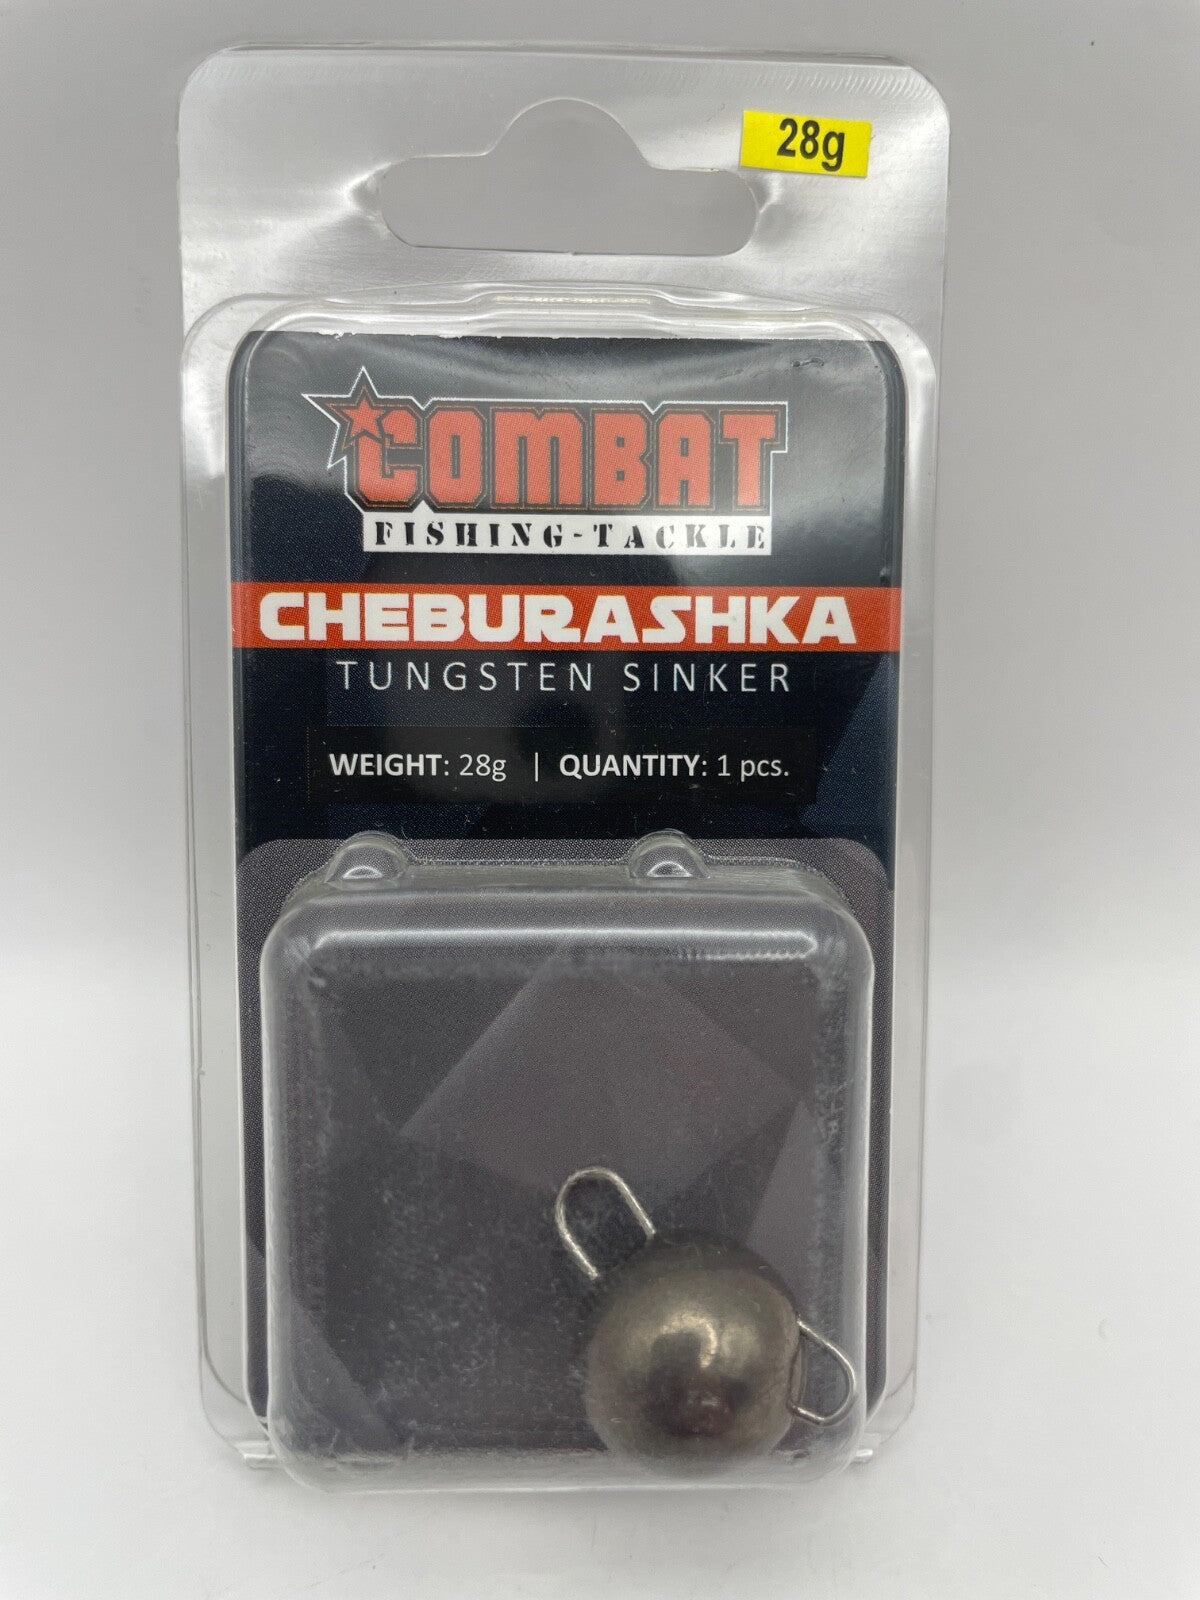 28g
COMBAT
FISHING-TACKLE
CHEBURASHKA
TUNGSTEN SINKER
WEIGHT: 28g | QUANTITY: 1 pcs.